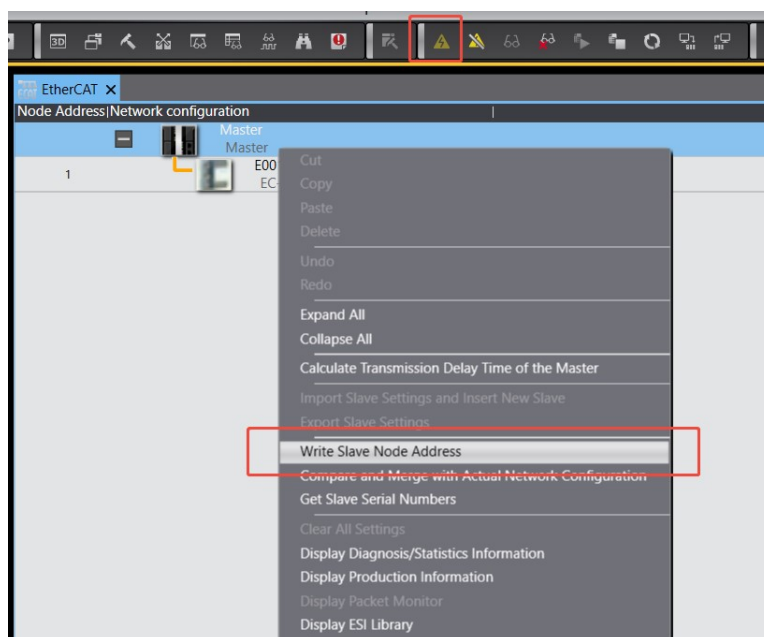 3D
EtherCAT ×
Node Address|Network configuration
Master
Master
1
E00
EC-
Cut
Copy
Paste
Delete
Undo
Redo
Expand All
Collapse All
Calculate Transmission Delay Time of the Master
Import Slave Settings and Insert New Slave
Export Slave Settings
Write Slave Node Address
Compare and Merge with Actual Network Configuration
Get Slave Serial Numbers
Clear All Settings
Display Diagnosis/Statistics Information
Display Production Information
Display Packet Monitor
Display ESI Library